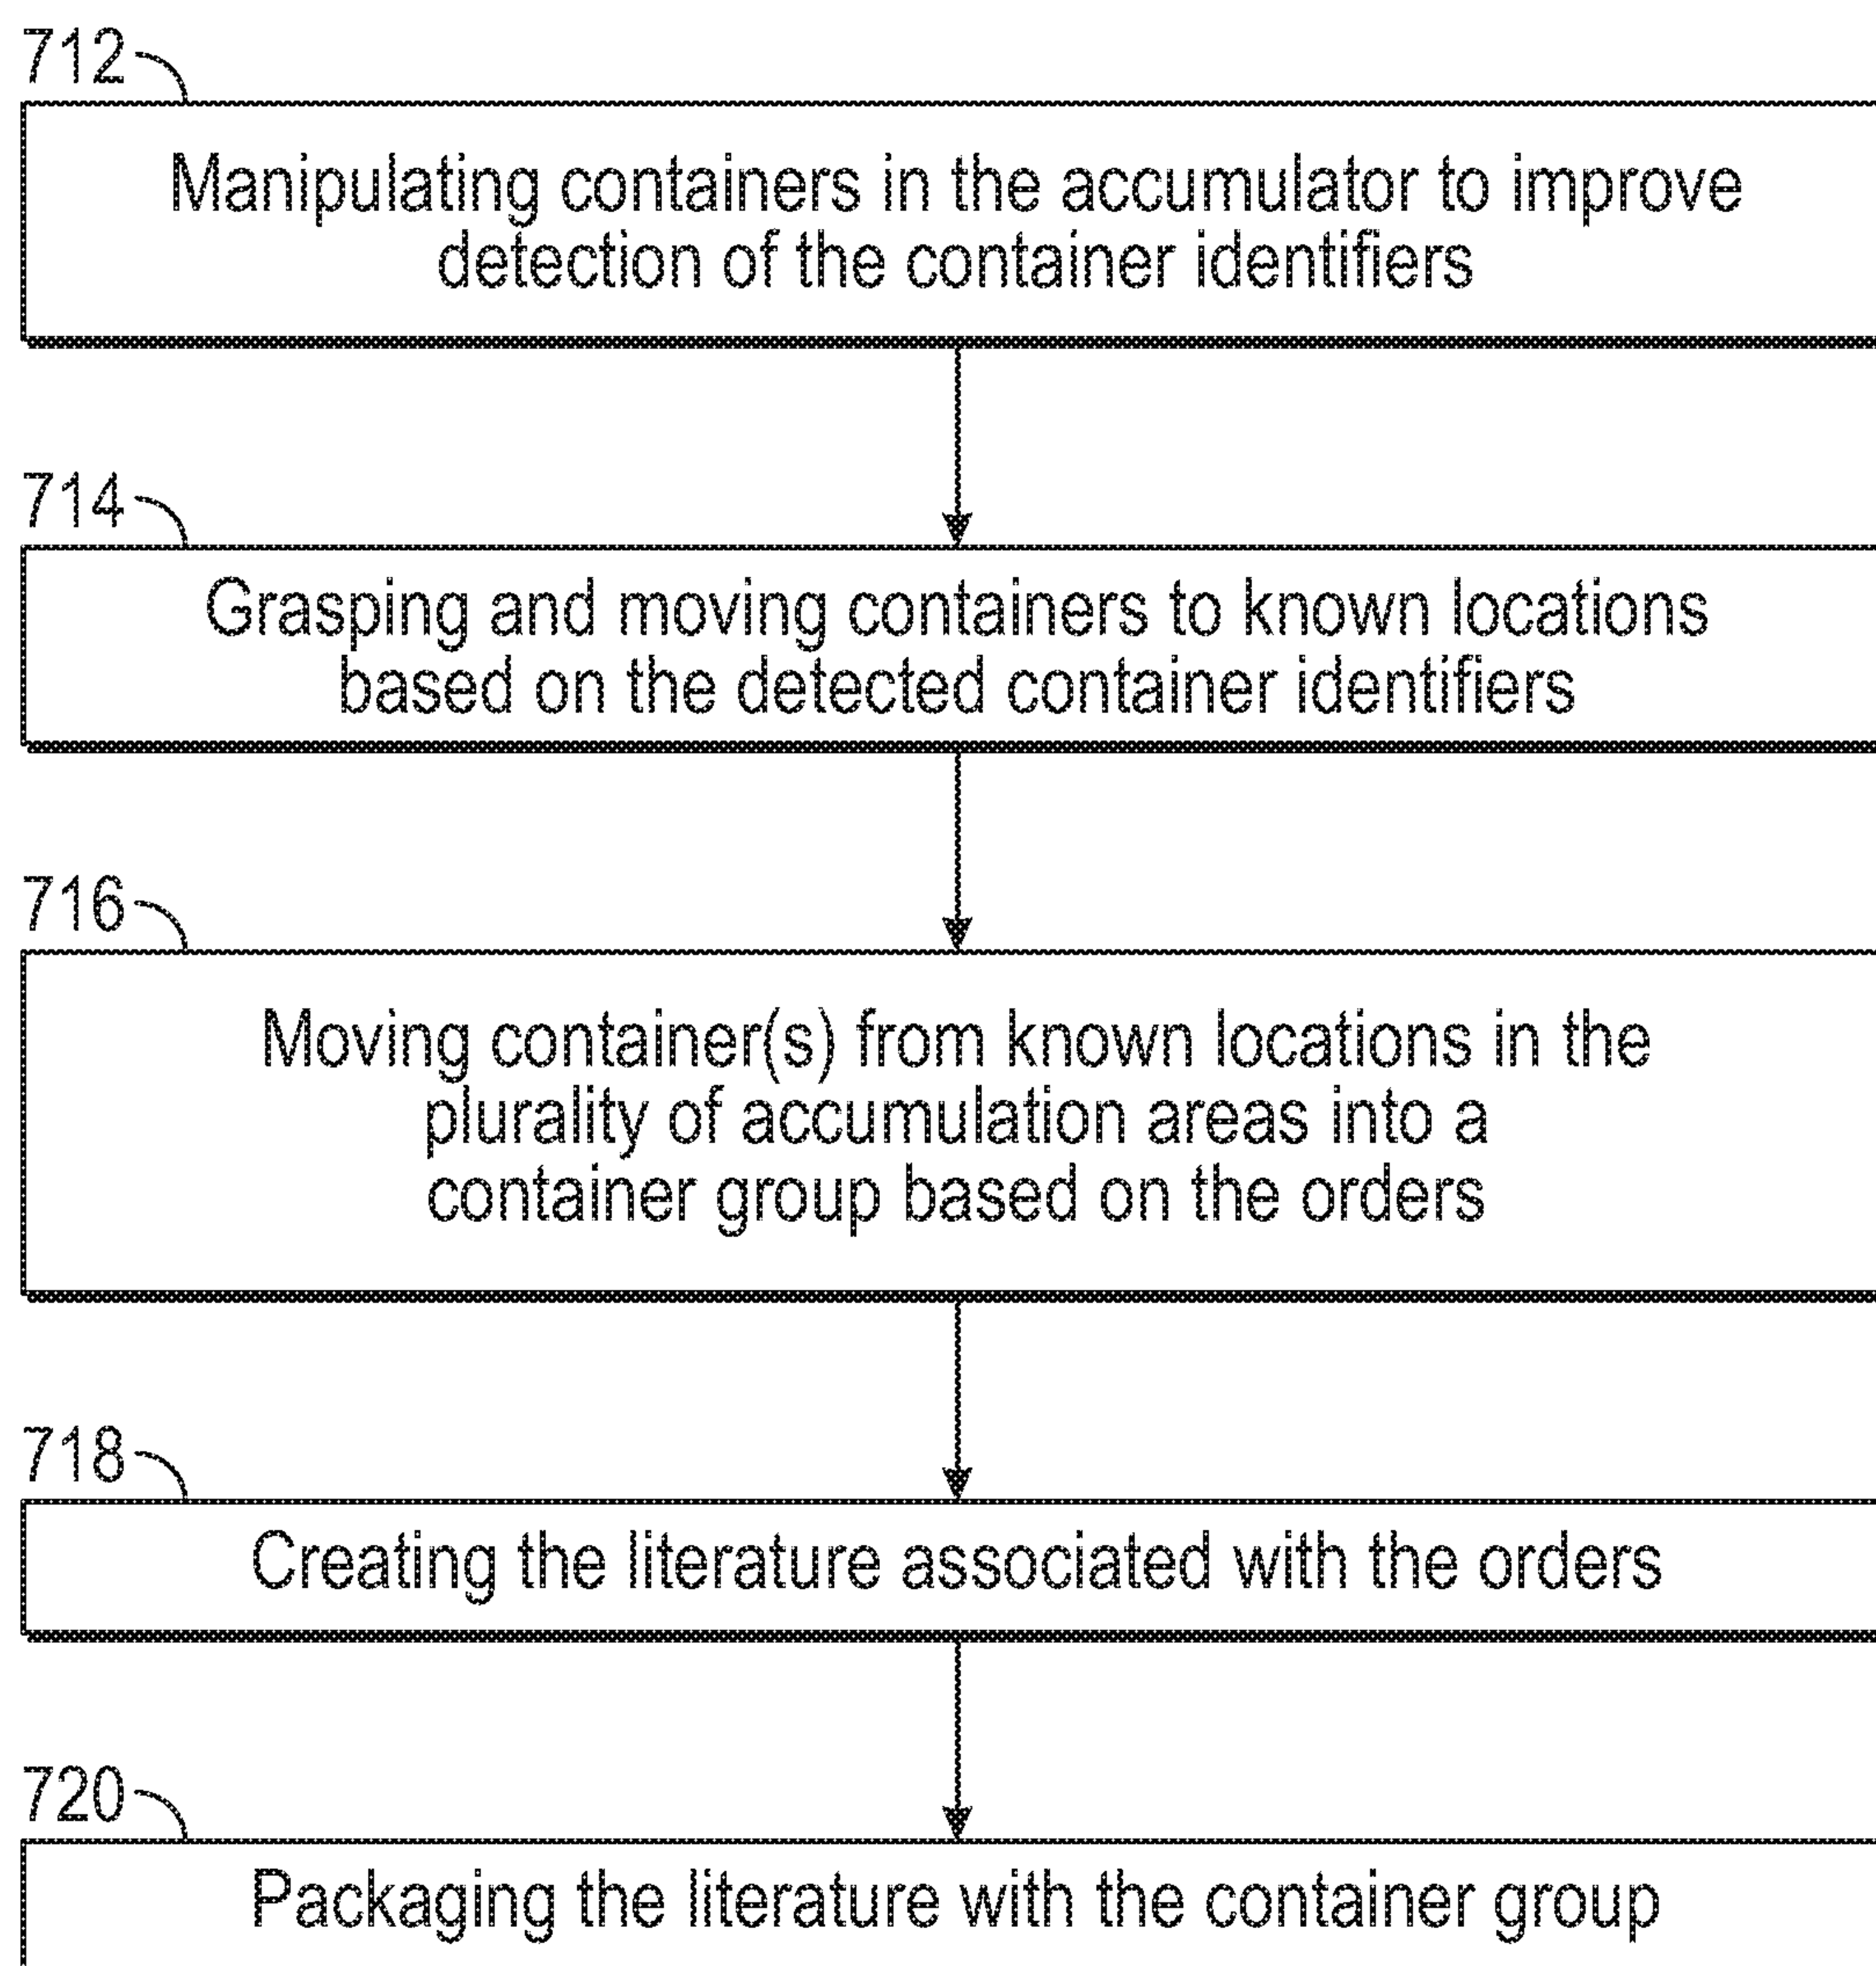 712
Manipulating containers in the accumulator to improve
detection of the container identifiers
714
Grasping and moving containers to known locations
based on the detected container identifiers
716
Moving container(s) from known locations in the
plurality of accumulation areas into a
container group based on the orders
718
Creating the literature associated with the orders
720
Packaging the literature with the container group